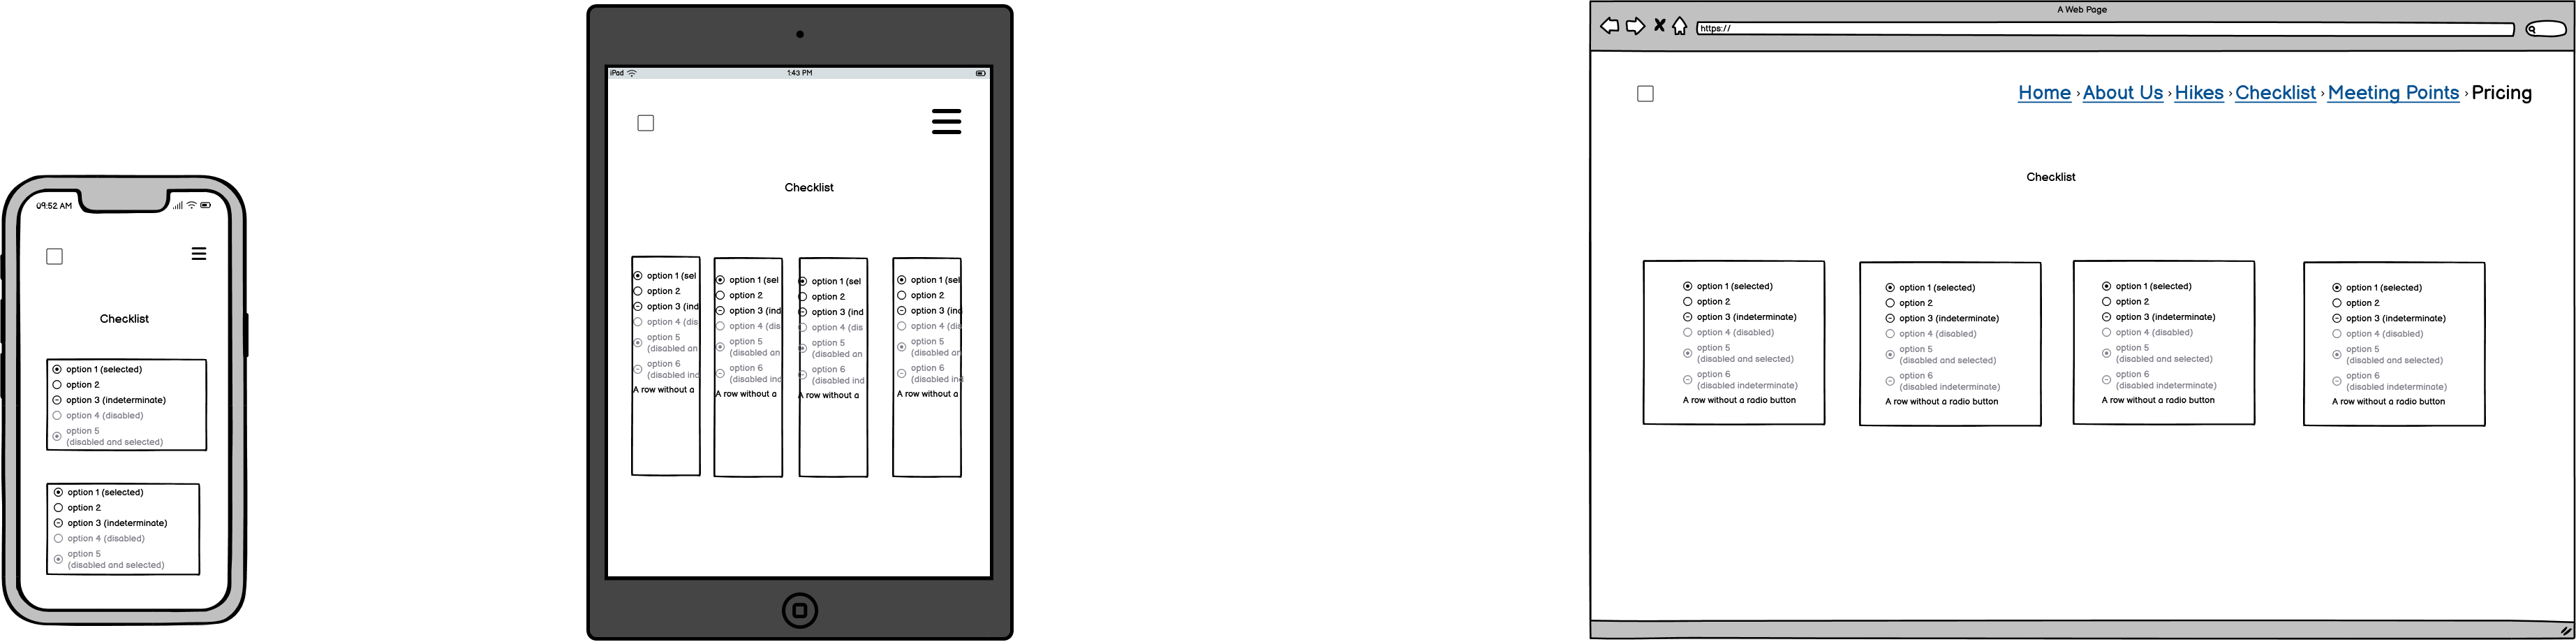 09:52 AM
Checklist
option 1 (selected)
option 2
option 3 (indeterminate)
option 4 (disabled)
option 5
(disabled and selected)
option 1 (selected)
option 2
option 3 (indeterminate)
option 4 (disabled)
option 5
(disabled and selected)
iPad
1:43 PM
Checklist
option 1 (sel
option 2
option 3 (ind
option 4 (dis
option 5
(disabled an
option 6
(disabled ind
A row without a
option 1 (sel
option 2
option 3 (ind
option 4 (dis
option 5
(disabled an
option 6
(disabled ind
A row without a
option 1 (sel
option 2
option 3 (ind
option 4 (dis
option 5
(disabled an
option 6
(disabled ind
A row without a
option 1 (sel
option 2
option 3 (ind
option 4 (dis
option 5
(disabled an
option 6
(disabled ind
A row without a
A Web Page
https://
Home › About Us › Hikes › Checklist › Meeting Points › Pricing
Checklist
option 1 (selected)
option 2
option 3 (indeterminate)
option 4 (disabled)
option 5
(disabled and selected)
option 6
(disabled indeterminate)
A row without a radio button
option 1 (selected)
option 2
option 3 (indeterminate)
option 4 (disabled)
option 5
(disabled and selected)
option 6
(disabled indeterminate)
A row without a radio button
option 1 (selected)
option 2
option 3 (indeterminate)
option 4 (disabled)
option 5
(disabled and selected)
option 6
(disabled indeterminate)
A row without a radio button
option 1 (selected)
option 2
option 3 (indeterminate)
option 4 (disabled)
option 5
(disabled and selected)
option 6
(disabled indeterminate)
A row without a radio button